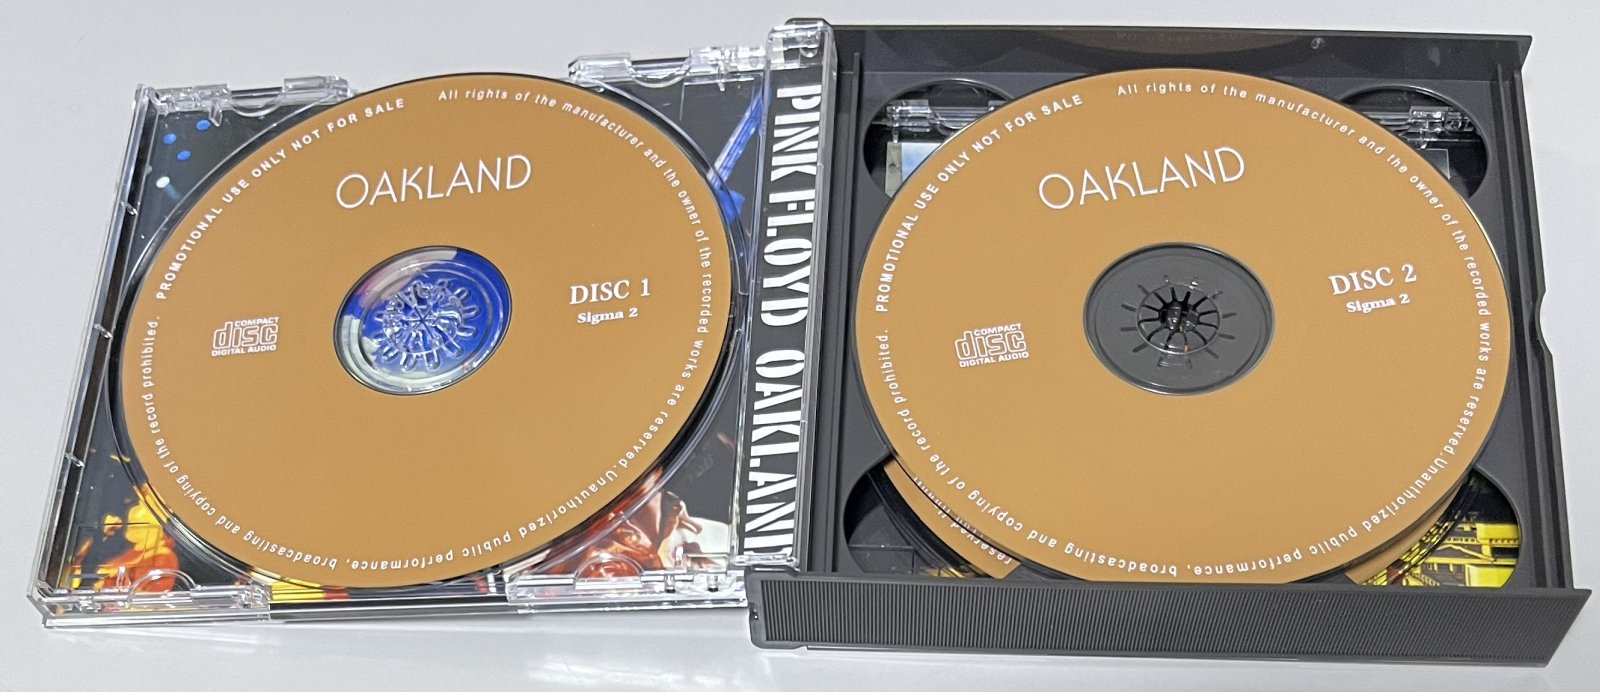 PROMOTIONAL USE ONLY NOT FOR SALE
All rights of the manufacturer and the owner of the recorded works are reserved. Unauthorized public performance, broadcasting and copying of the record prohibited.
OAKLAND
DISC 1
Sigma 2
COMPACT
disc
DIGITAL AUDIO
PINK FLOYD OAKLAND
PROMOTIONAL USE ONLY NOT FOR SALE
All rights of the manufacturer and the owner of the recorded works are reserved. Unauthorized public performance, broadcasting and copying of the record prohibited.
OAKLAND
DISC 2
Sigma 2
COMPACT
disc
DIGITAL AUDIO
reserved